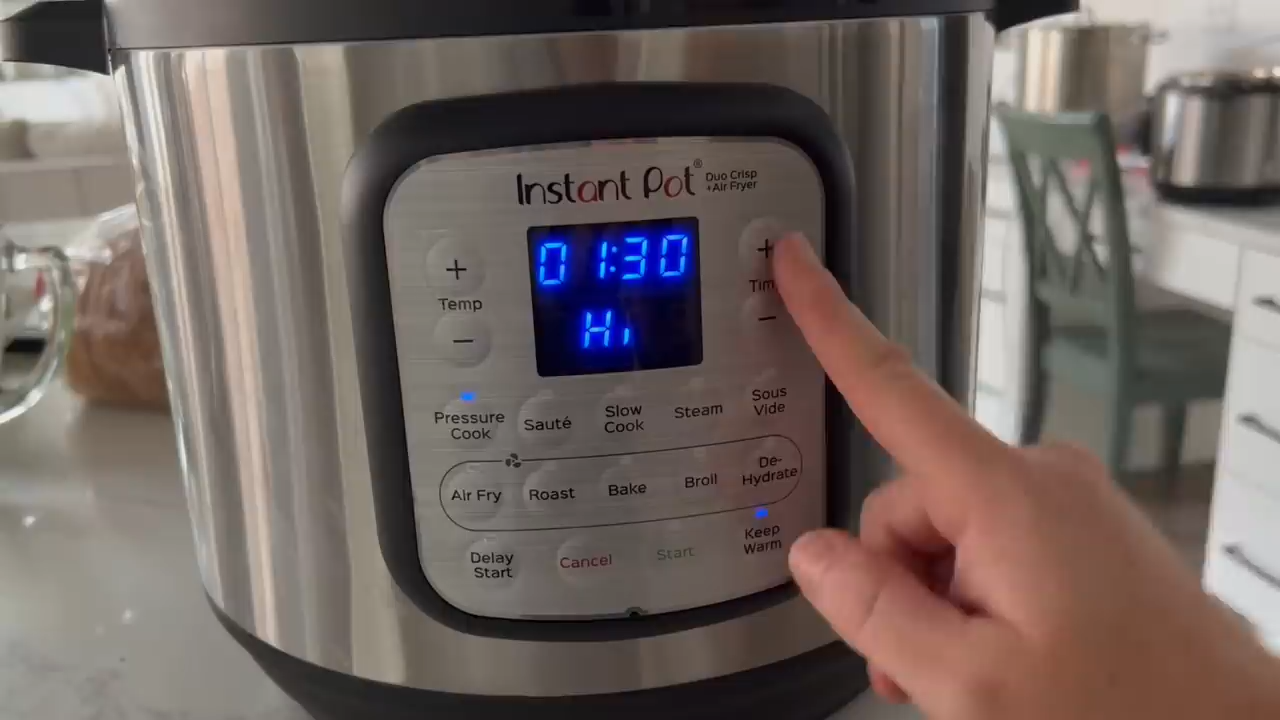 Instant Pot® Duo Crisp
+Air Fryer
01:30
Hi
+
Temp
−
+
−
Pressure
Cook
Sauté
Slow
Cook
Steam
Sous
Vide
Air Fry
Roast
Bake
Broil
De-
Hydrate
Delay
Start
Cancel
Start
Keep
Warm